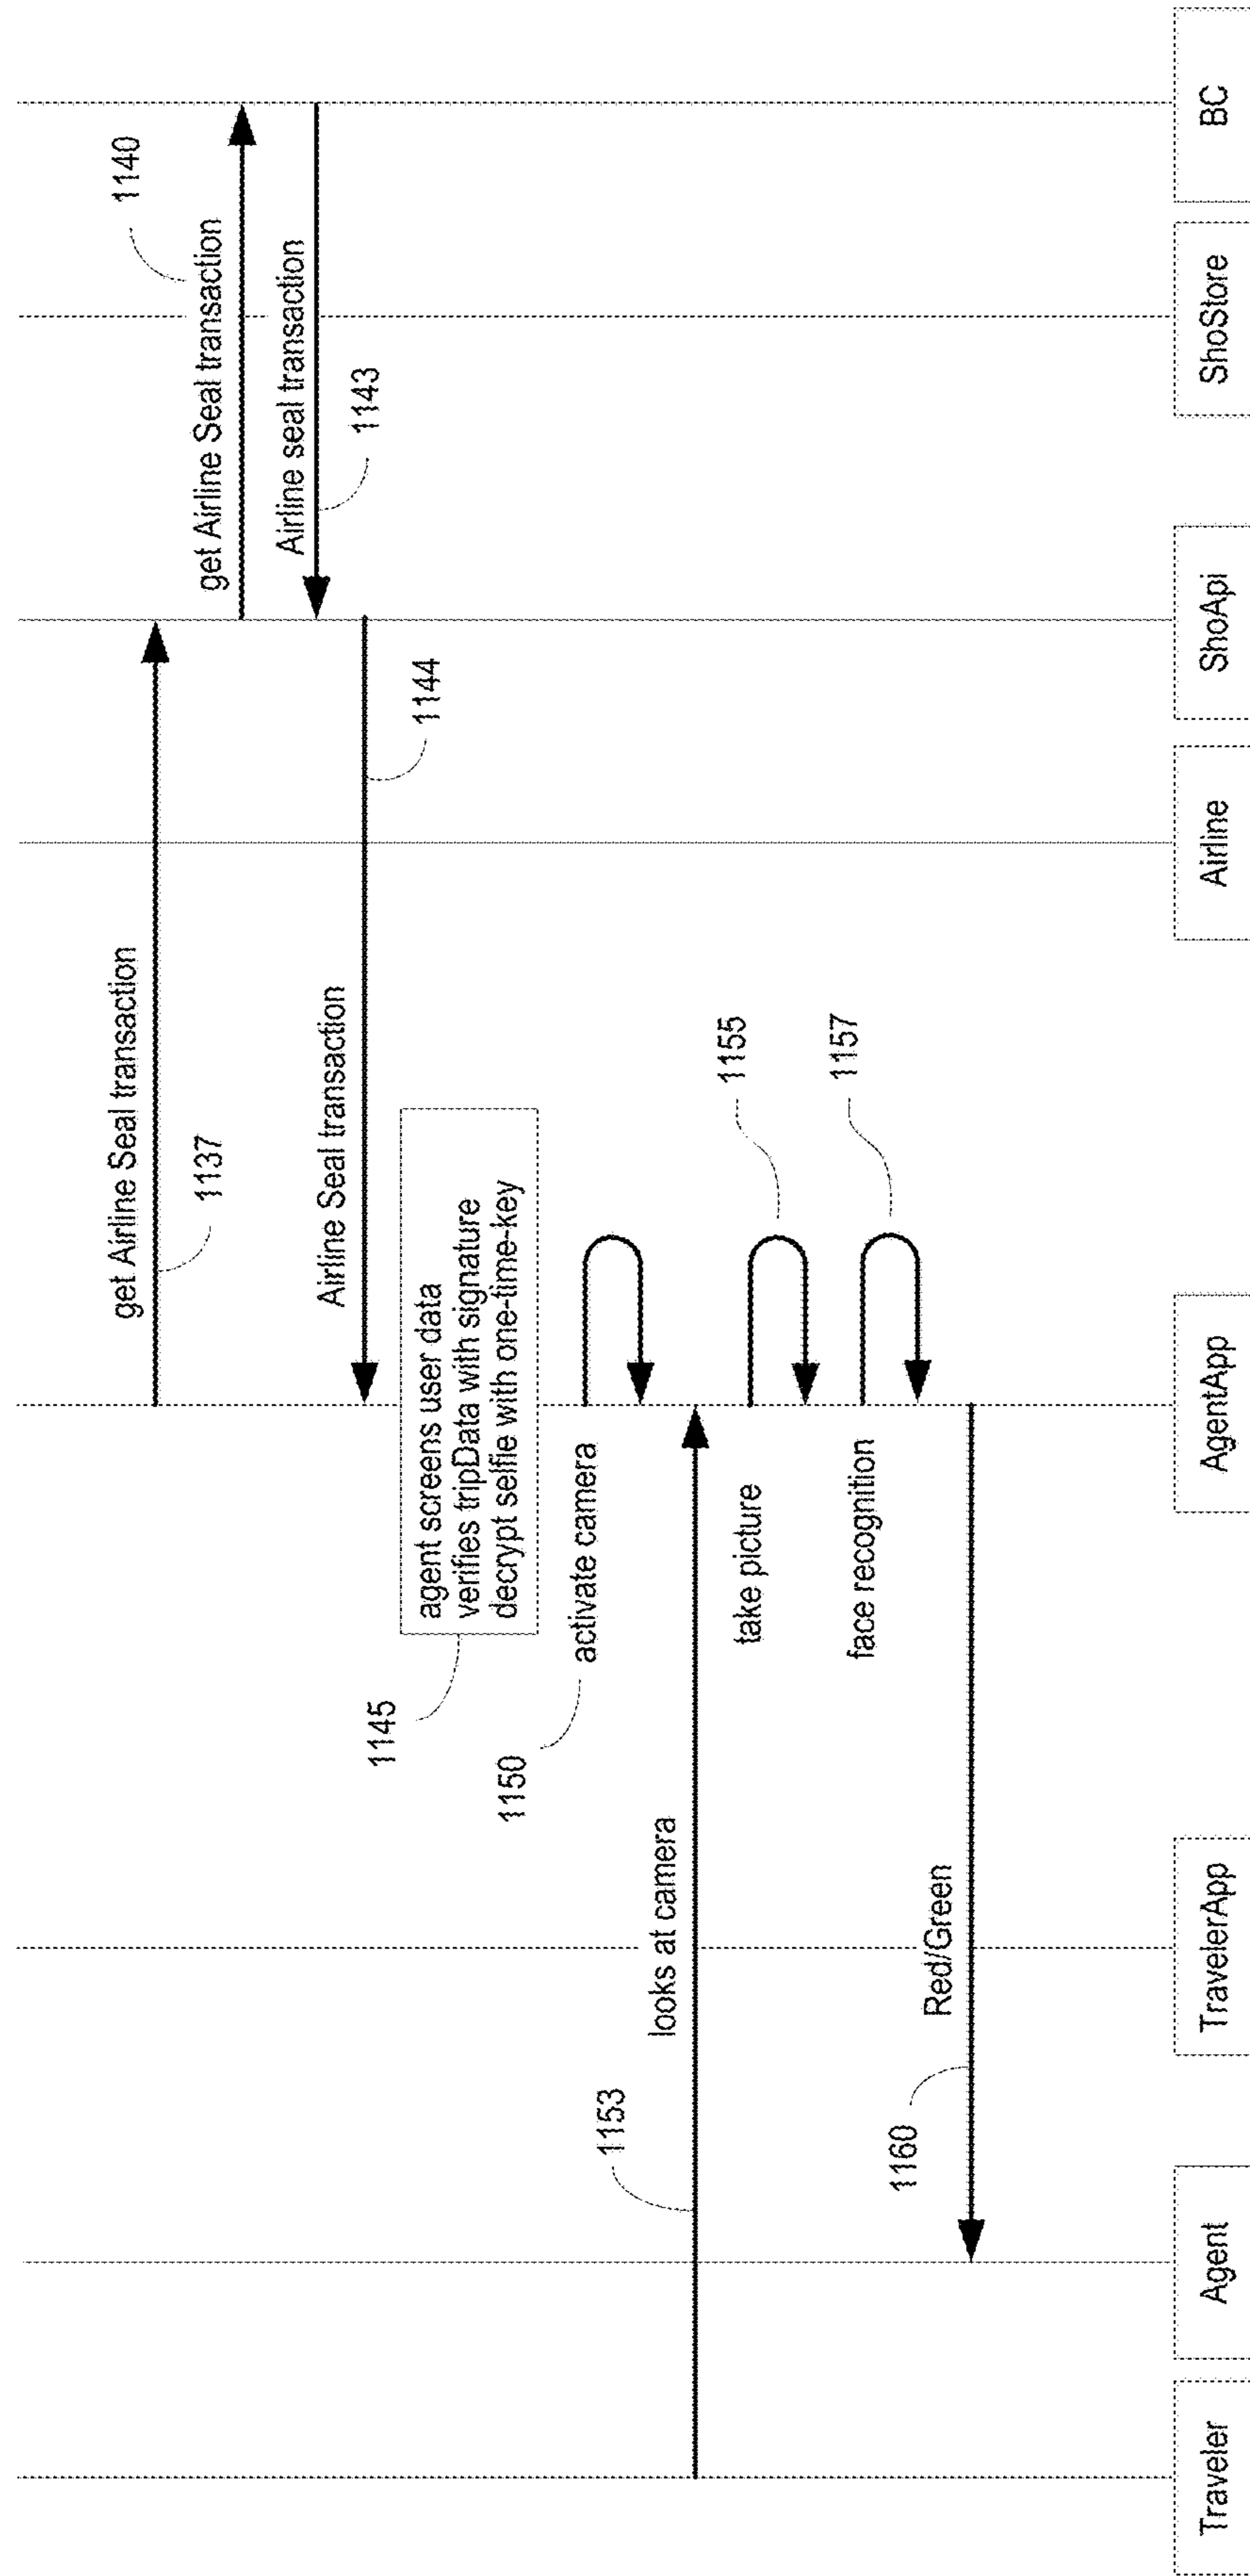 get Airline Seal transaction
1137
get Airline Seal transaction
1140
Airline seal transaction
1143
Airline Seal transaction
1144
agent screens user data
verifies tripData with signature
decrypt selfie with one-time-key
1145
activate camera
1150
looks at camera
1153
take picture
1155
face recognition
1157
Red/Green
1160
Traveler
Agent
TravelerApp
AgentApp
Airline
ShoApi
ShoStore
BC